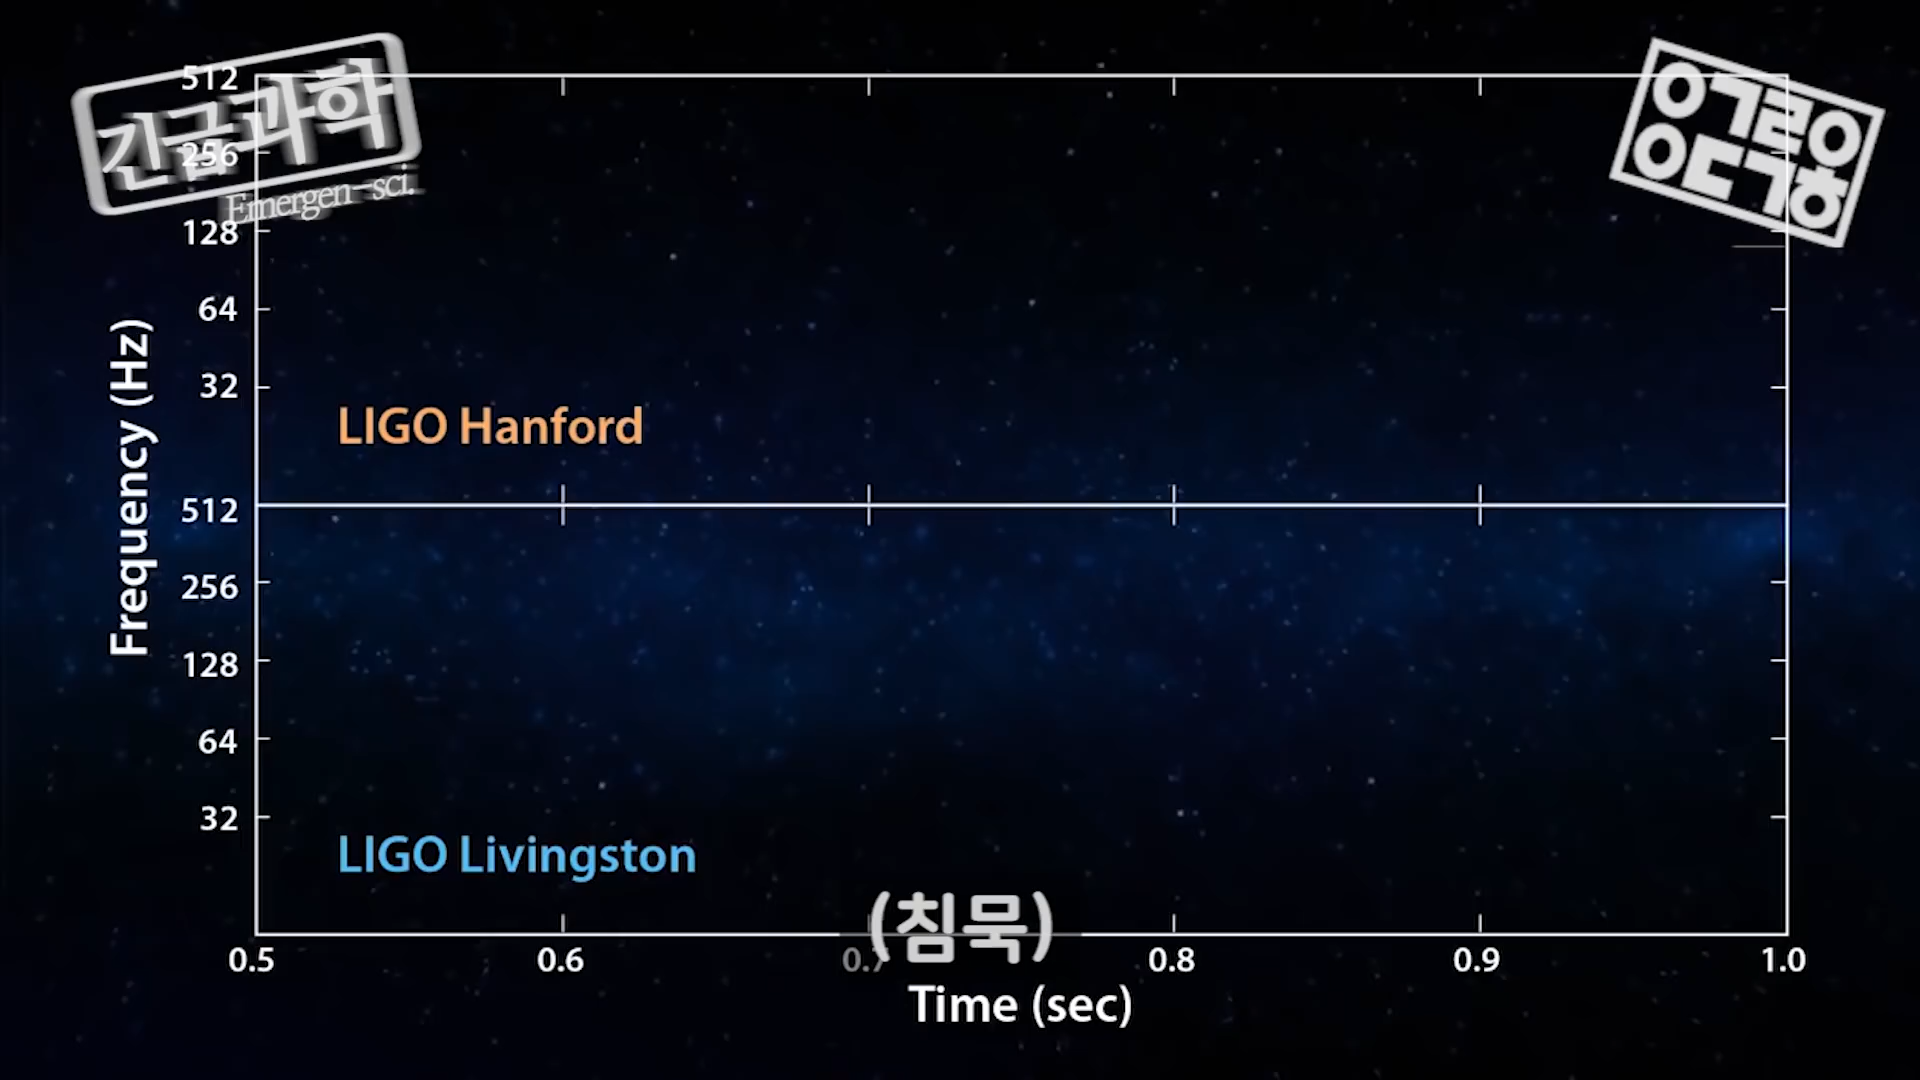 긴급과학
Emergen-sci.
ㅇㄱㄹㅇ
ㅇㄷㄱㅎ
Frequency (Hz)
512
256
128
64
32
LIGO Hanford
512
256
128
64
32
LIGO Livingston
(침묵)
0.5 0.6 0.7 0.8 0.9 1.0
Time (sec)